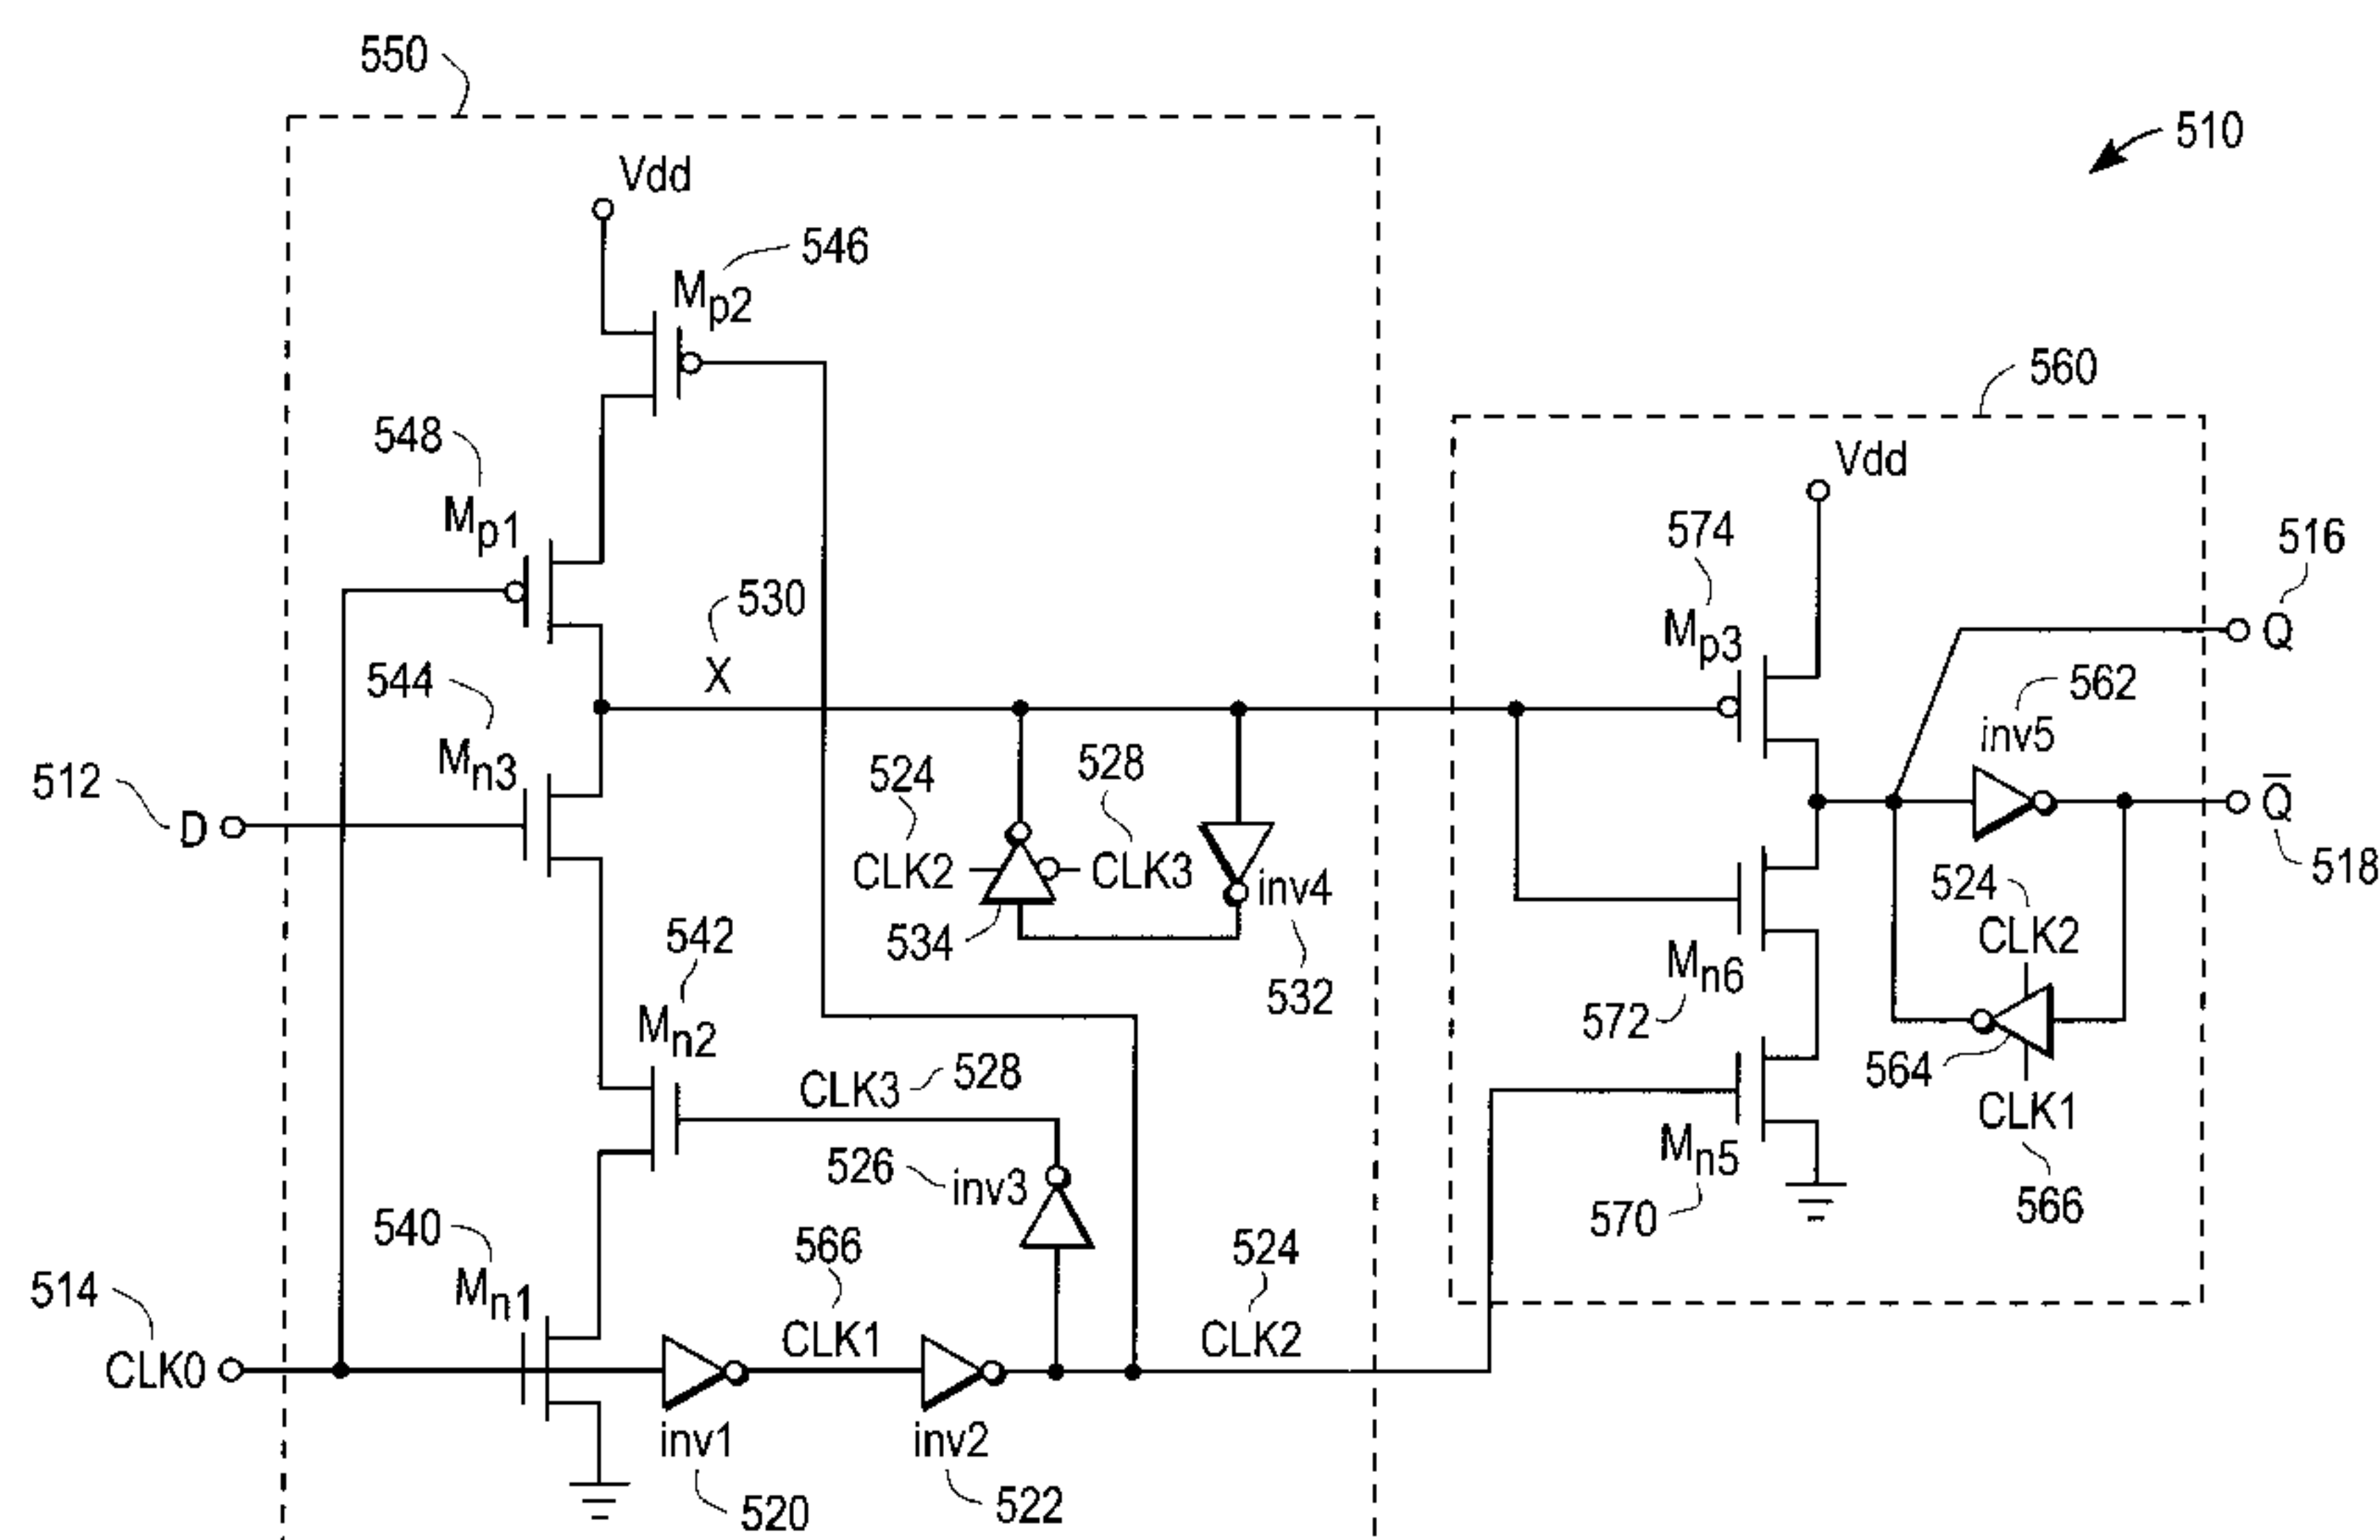 550
510
Vdd
546
Mp2
560
548
Vdd
Mp1
574
516
530
Mp3
Q
544
X
562
inv5
Mn3
524
528
512
D
CLK2
CLK3
inv4
Q̅
518
534
532
542
524
CLK2
Mn2
Mn6
572
CLK3
528
564
CLK1
526
inv3
Mn5
566
570
540
566
524
514
Mn1
CLK0
CLK1
CLK2
inv1
inv2
520
522